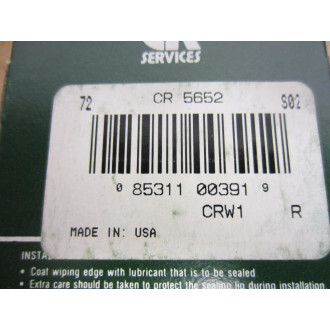 CR
SERVICES
72 CR 5652 S02
0 85311 00391 9
CRW1 R
MADE IN: USA
• Coat wiping edge with lubricant that is to be sealed
• Extra care should be taken to protect the sealing lip during installation